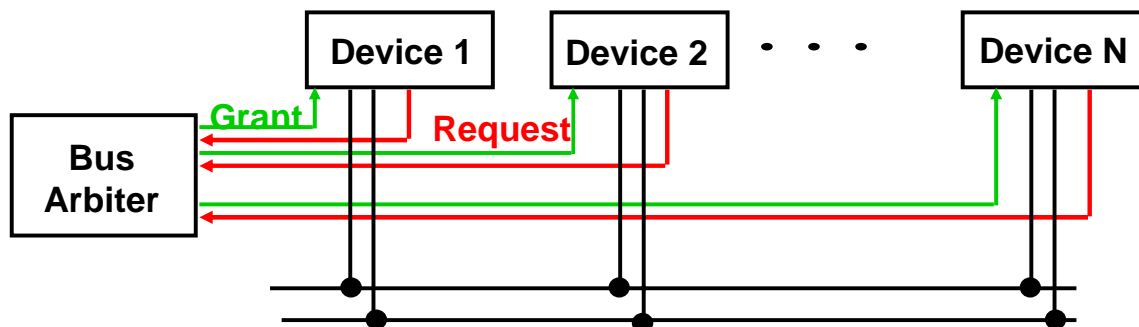 Device 1
Device 2
. . .
Device N
Grant
Request
Bus
Arbiter